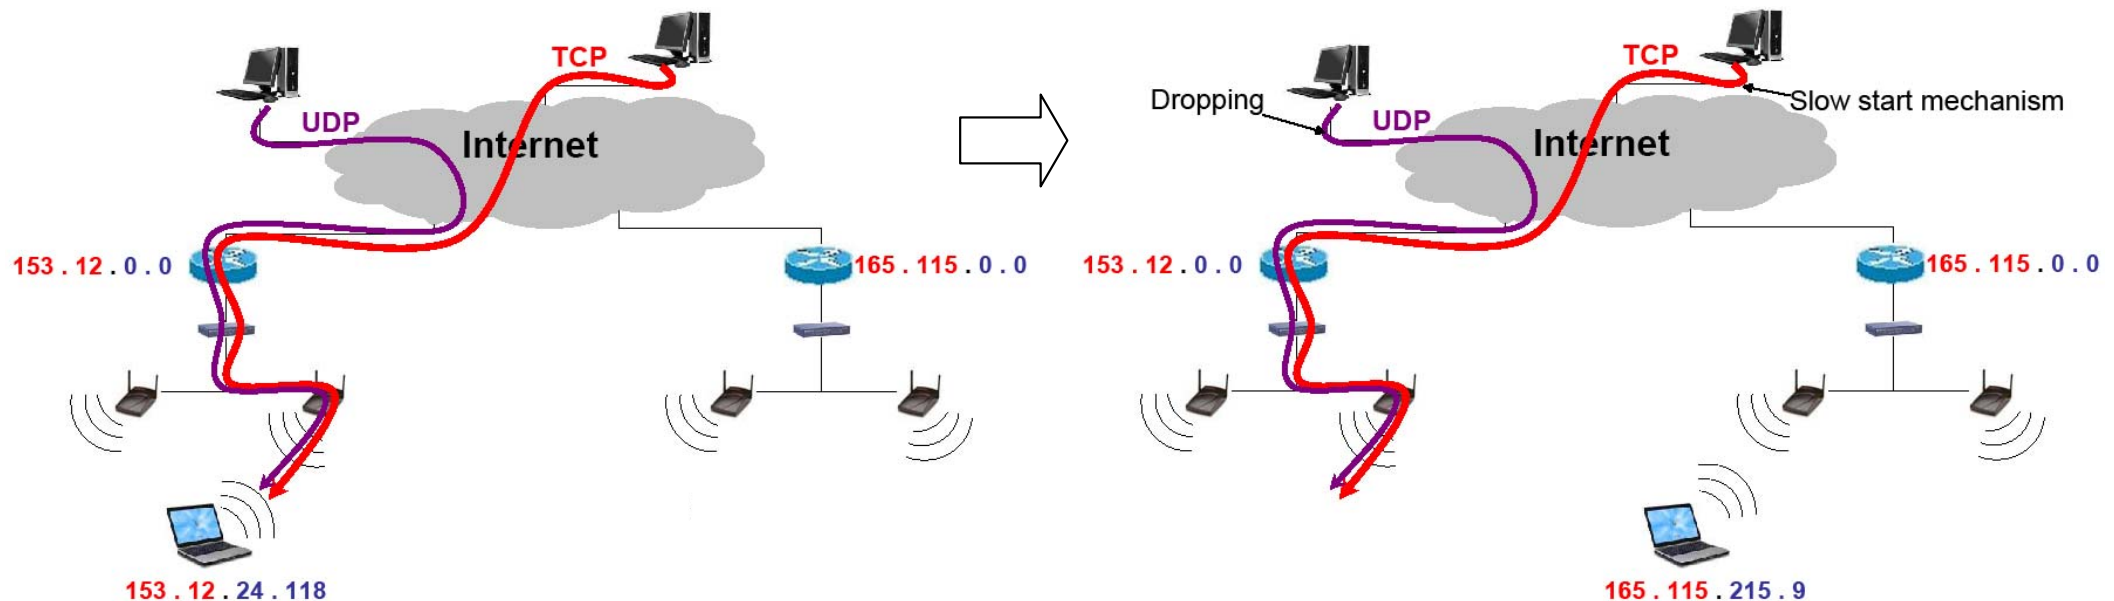 TCP
UDP
Internet
153 . 12 . 0 . 0
165 . 115 . 0 . 0
153 . 12 . 24 . 118
TCP
Dropping
Slow start mechanism
UDP
Internet
153 . 12 . 0 . 0
165 . 115 . 0 . 0
165 . 115 . 215 . 9